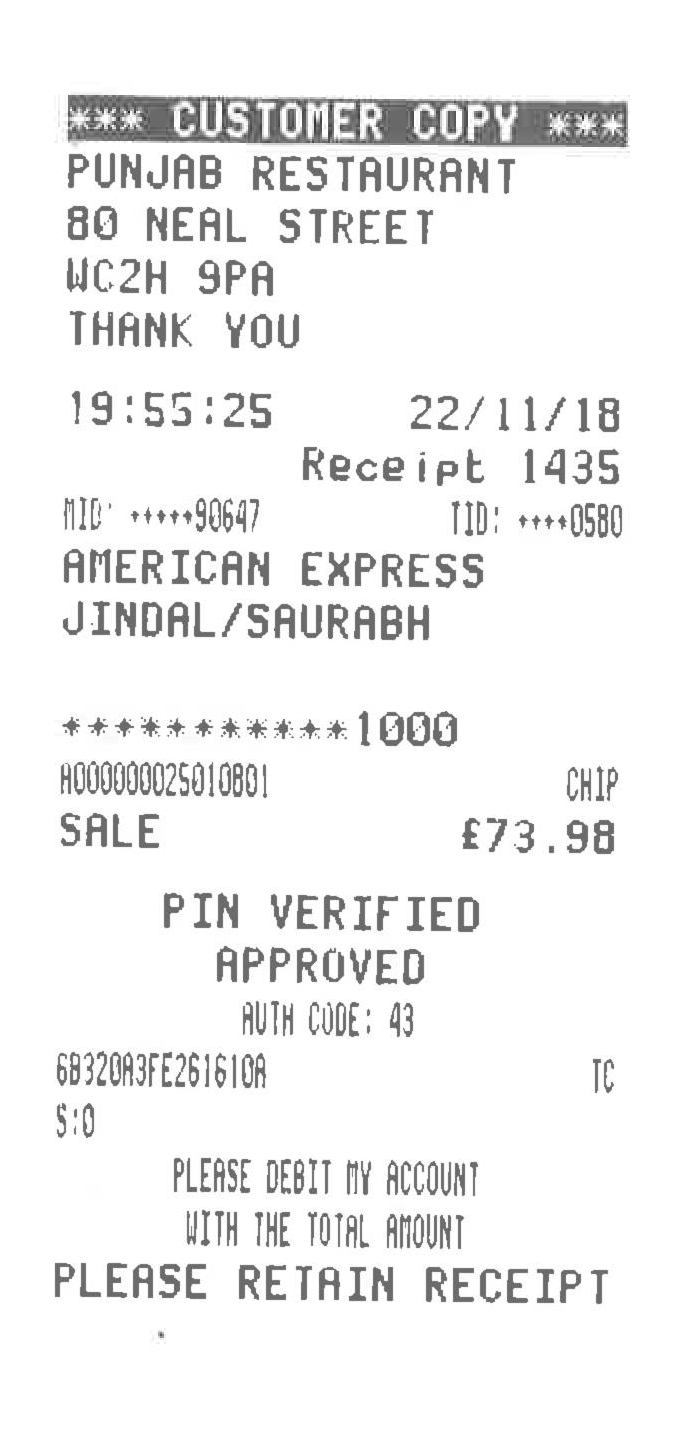 *** CUSTOMER COPY ***
PUNJAB RESTAURANT
80 NEAL STREET
WC2H 9PA
THANK YOU
19:55:25 22/11/18
Receipt 1435
MID: *****90647 TID: ****0580
AMERICAN EXPRESS
JINDAL/SAURABH
***********1000
A000000025010801 CHIP
SALE £73.98
PIN VERIFIED
APPROVED
AUTH CODE: 43
6B320A3FE261610A TC
S:0
PLEASE DEBIT MY ACCOUNT
WITH THE TOTAL AMOUNT
PLEASE RETAIN RECEIPT